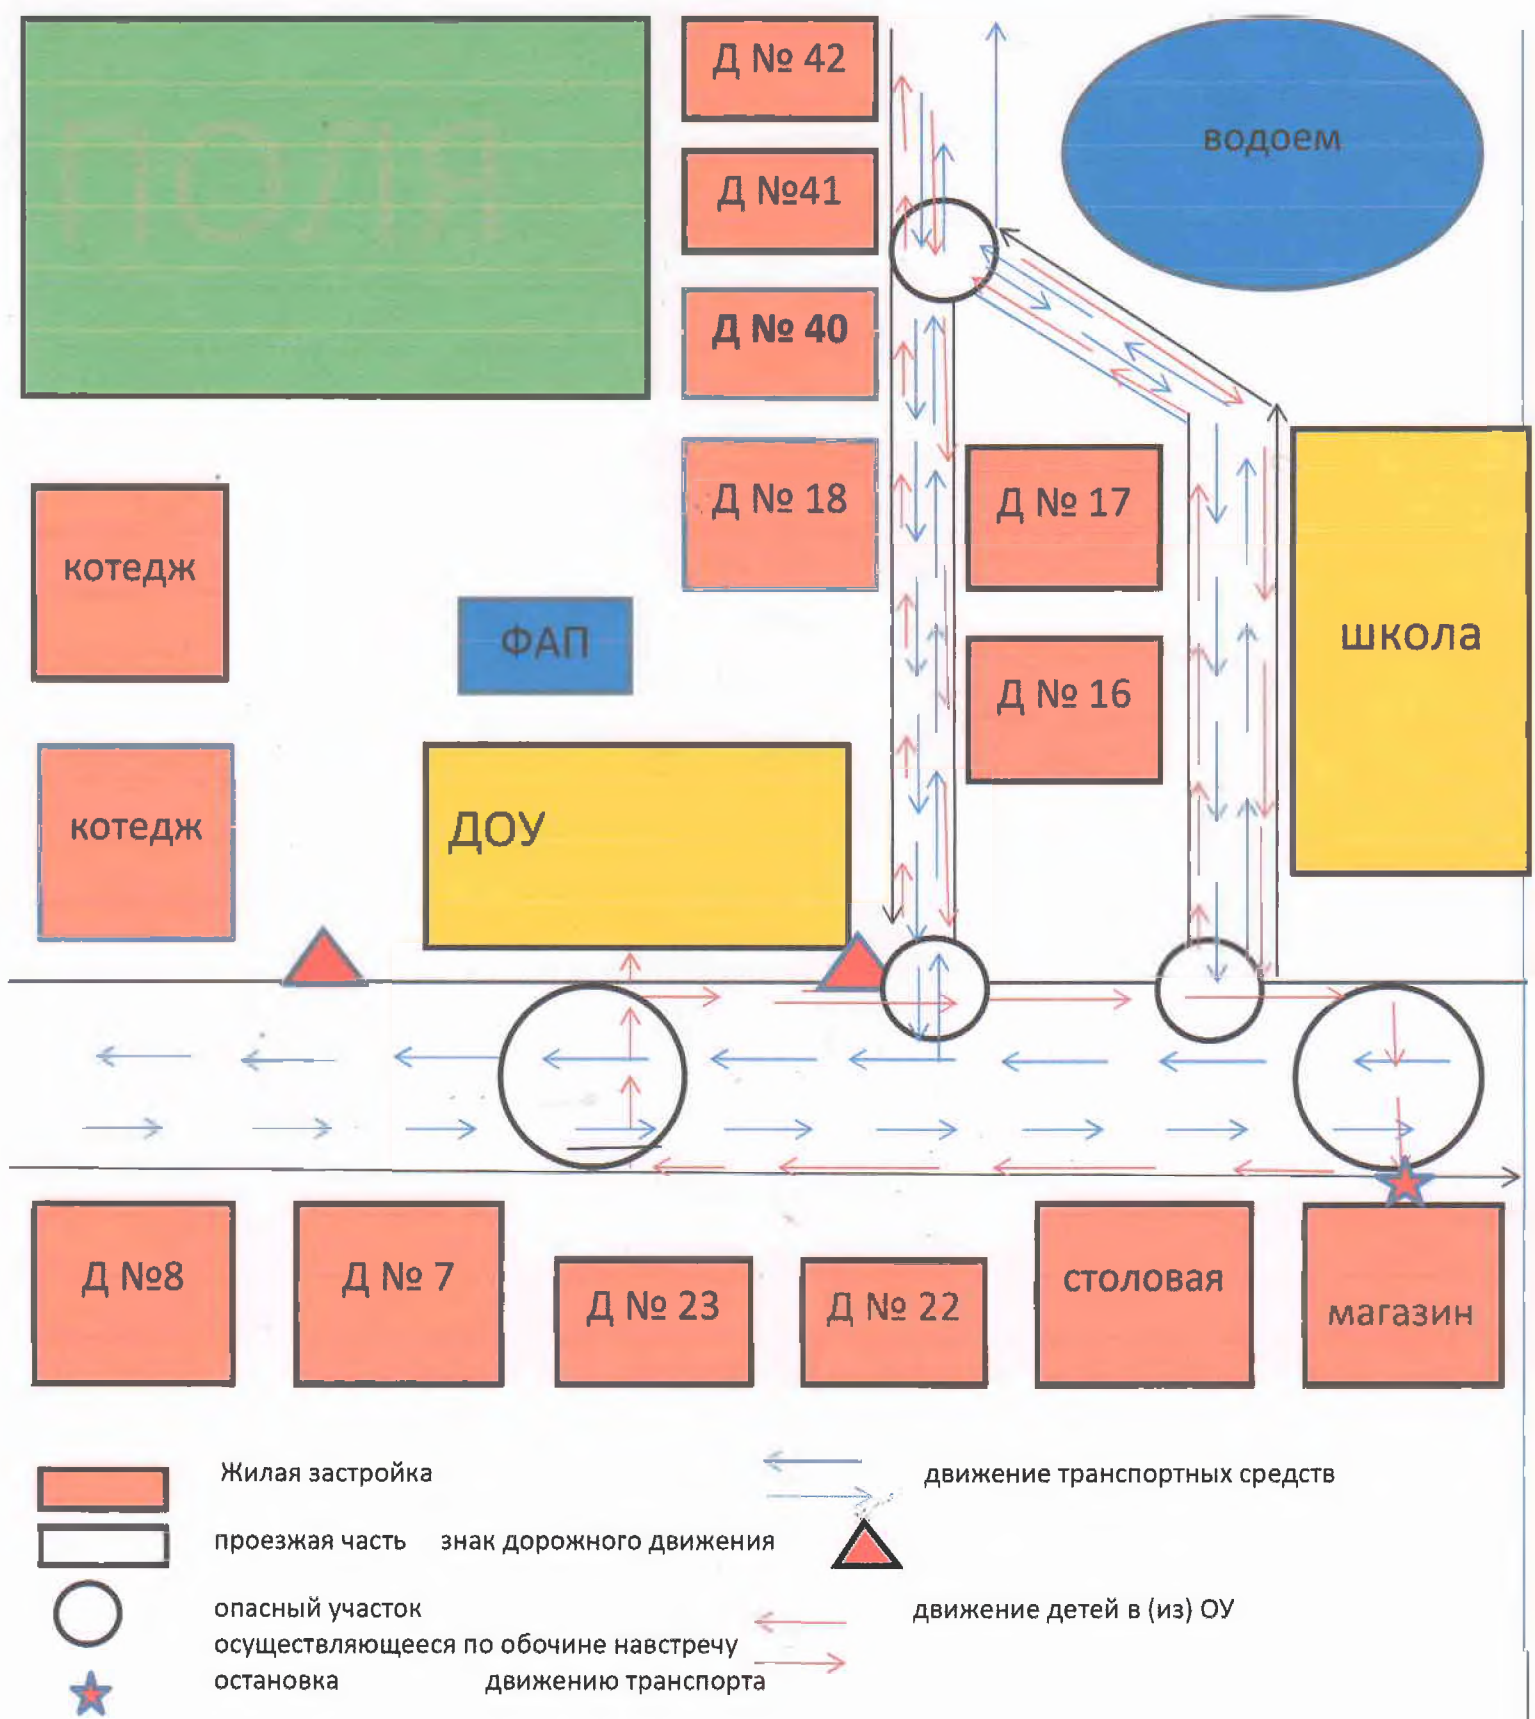 ПОЛЯ
Д № 42
водоем
Д №41
Д № 40
Д № 18
Д № 17
котедж
ФАП
школа
Д № 16
котедж
ДОУ
Д №8
Д № 7
Д № 23
Д № 22
столовая
магазин
Жилая застройка
движение транспортных средств
проезжая часть знак дорожного движения
опасный участок
движение детей в (из) ОУ
осуществляющееся по обочине навстречу
остановка движению транспорта